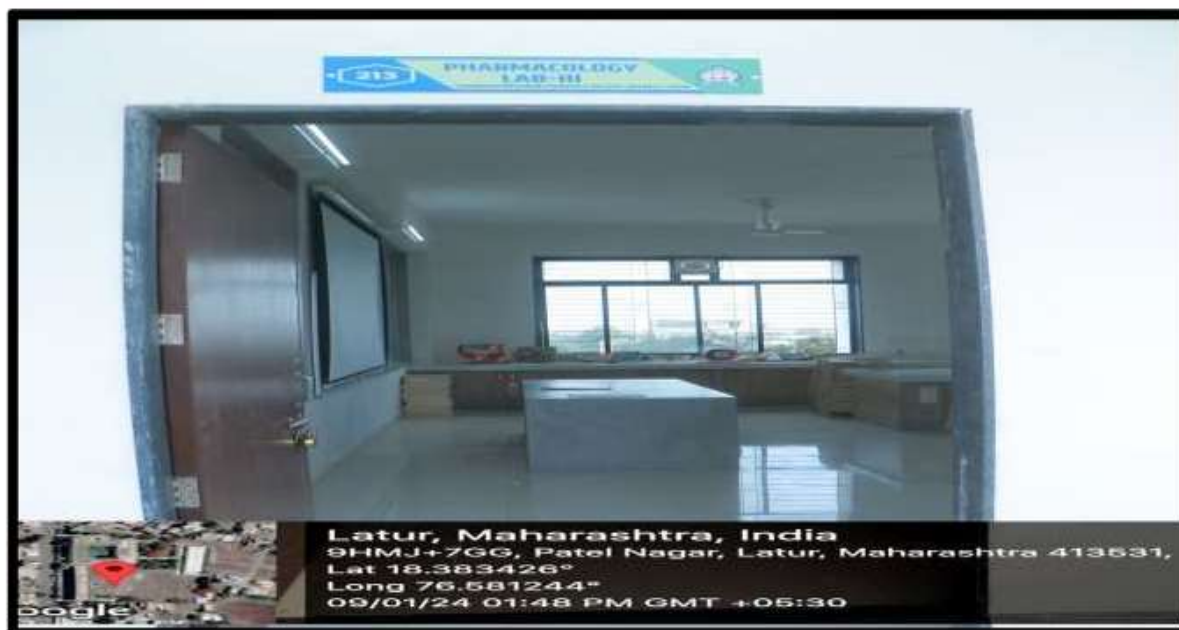 213
PHARMACOLOGY
LAB-III
Latur, Maharashtra, India
9HMJ+7GG, Patel Nagar, Latur, Maharashtra 413531,
Lat 18.383426°
Long 76.581244°
09/01/24 01:48 PM GMT +05:30
oogle